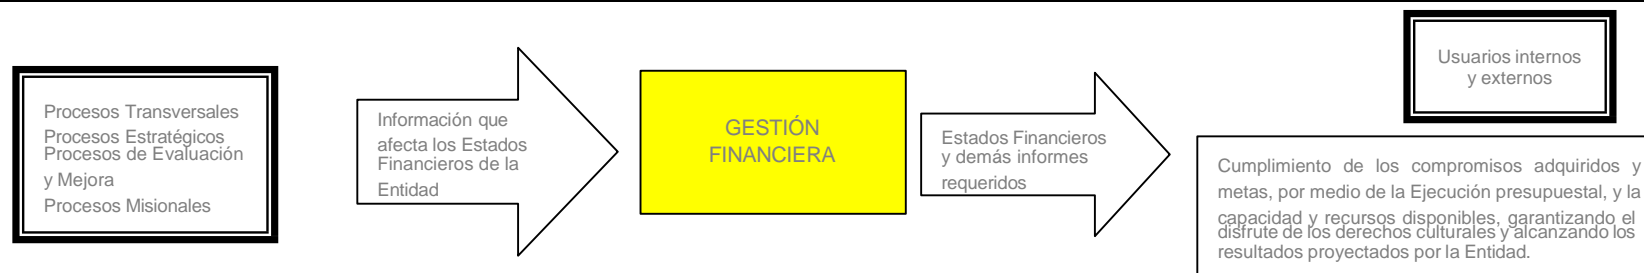 Procesos Transversales
Procesos Estratégicos
Procesos de Evaluación
y Mejora
Procesos Misionales
Información que
afecta los Estados
Financieros de la
Entidad
GESTIÓN
FINANCIERA
Estados Financieros
y demás informes
requeridos
Usuarios internos
y externos
Cumplimiento de los compromisos adquiridos y
metas, por medio de la Ejecución presupuestal, y la
capacidad y recursos disponibles, garantizando el
disfrute de los derechos culturales y alcanzando los
resultados proyectados por la Entidad.